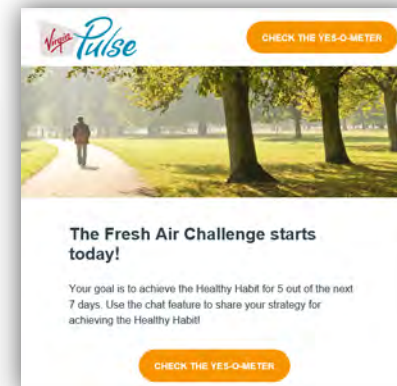 Virgin Pulse
CHECK THE YES-O-METER
The Fresh Air Challenge starts
today!
Your goal is to achieve the Healthy Habit for 5 out of the next
7 days. Use the chat feature to share your strategy for
achieving the Healthy Habit!
CHECK THE YES-O-METER